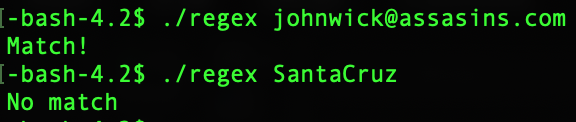 [-bash-4.2$ ./regex johnwick@assasins.com
Match!
[-bash-4.2$ ./regex SantaCruz
No match